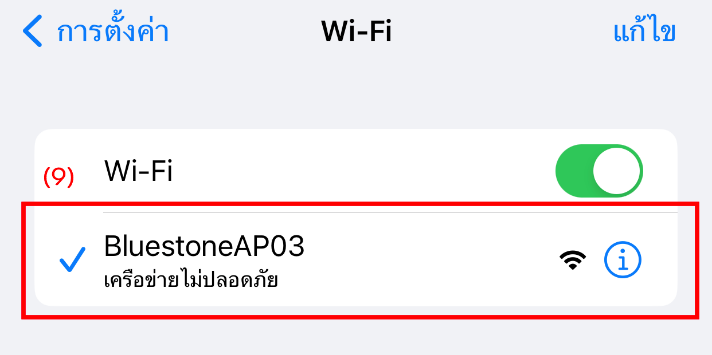 การตั้งค่า Wi-Fi แก้ไข
(9) Wi-Fi
BluestoneAP03
เครือข่ายไม่ปลอดภัย